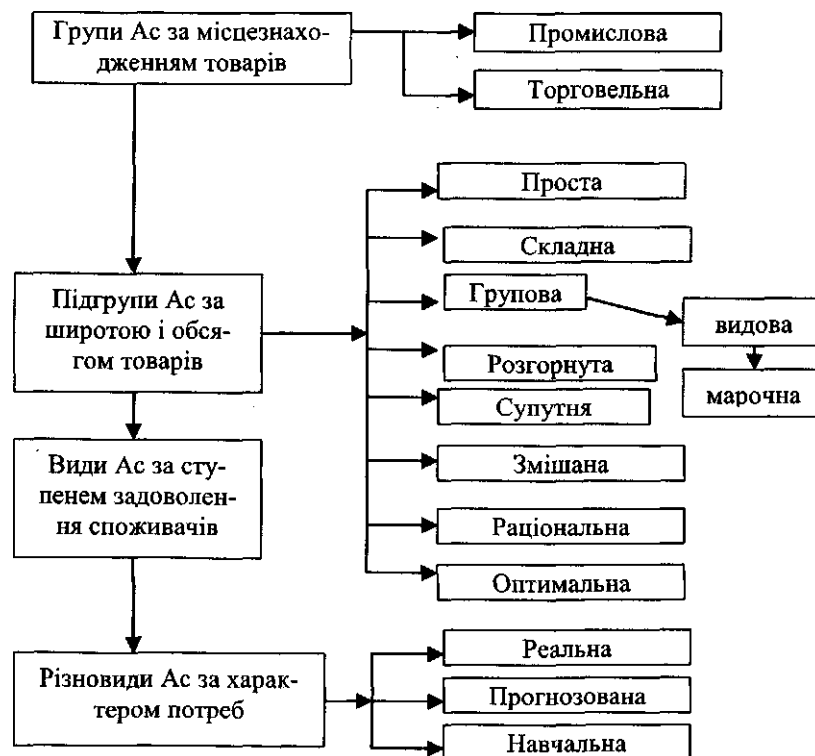 Групи Ас за місцезнахо-
дженням товарів
Промислова
Торговельна
Підгрупи Ас за
широтою і обся-
гом товарів
Проста
Складна
Групова
видова
марочна
Розгорнута
Супутня
Змішана
Раціональна
Оптимальна
Види Ас за сту-
пенем задоволен-
ня споживачів
Різновиди Ас за харак-
тером потреб
Реальна
Прогнозована
Навчальна